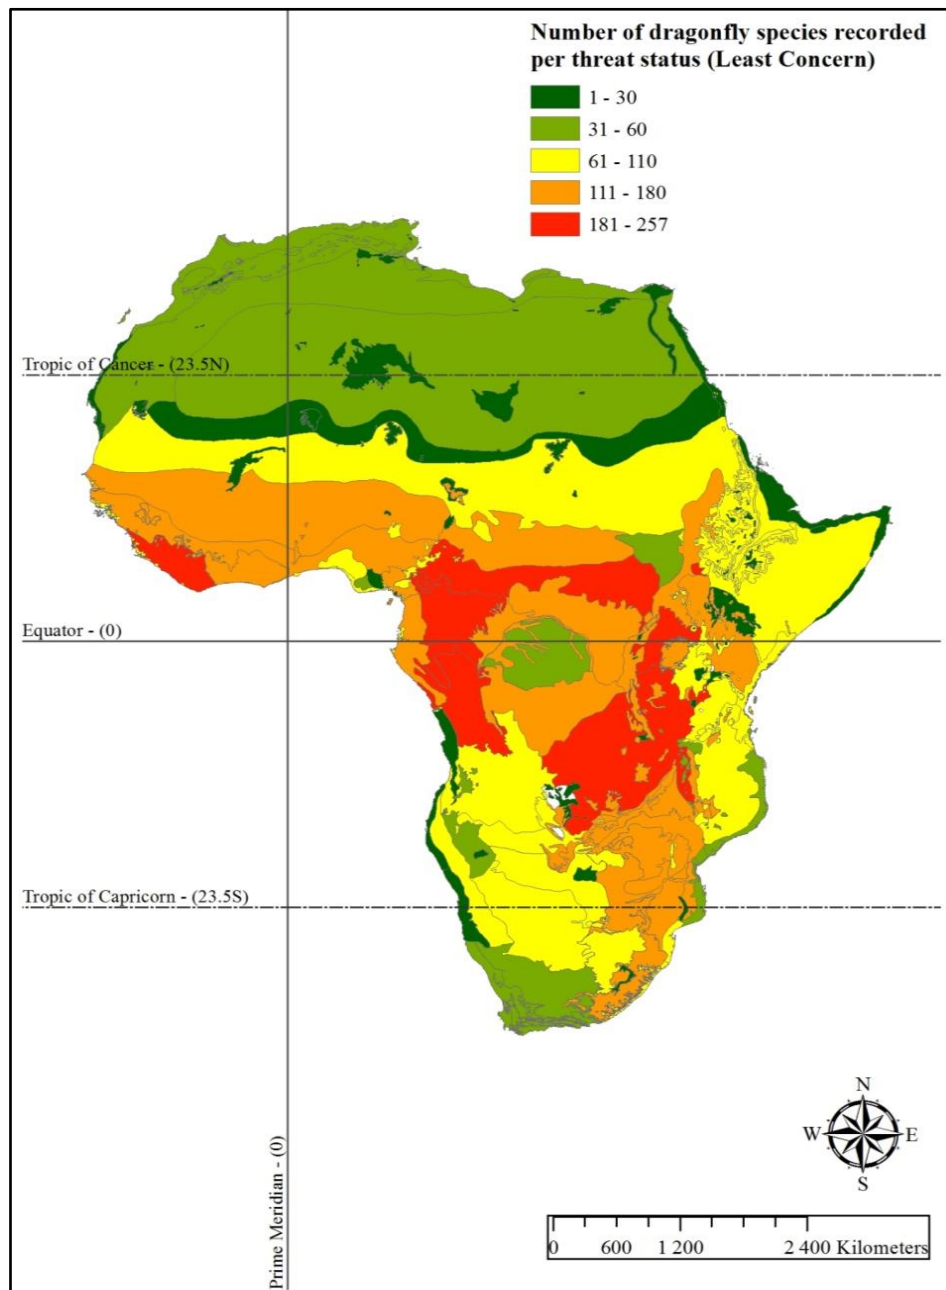 Number of dragonfly species recorded
per threat status (Least Concern)
1 - 30
31 - 60
61 - 110
111 - 180
181 - 257
Tropic of Cancer - (23.5N)
Equator - (0)
Tropic of Capricorn - (23.5S)
Prime Meridian - (0)
N
W E
S
0 600 1 200 2 400 Kilometers